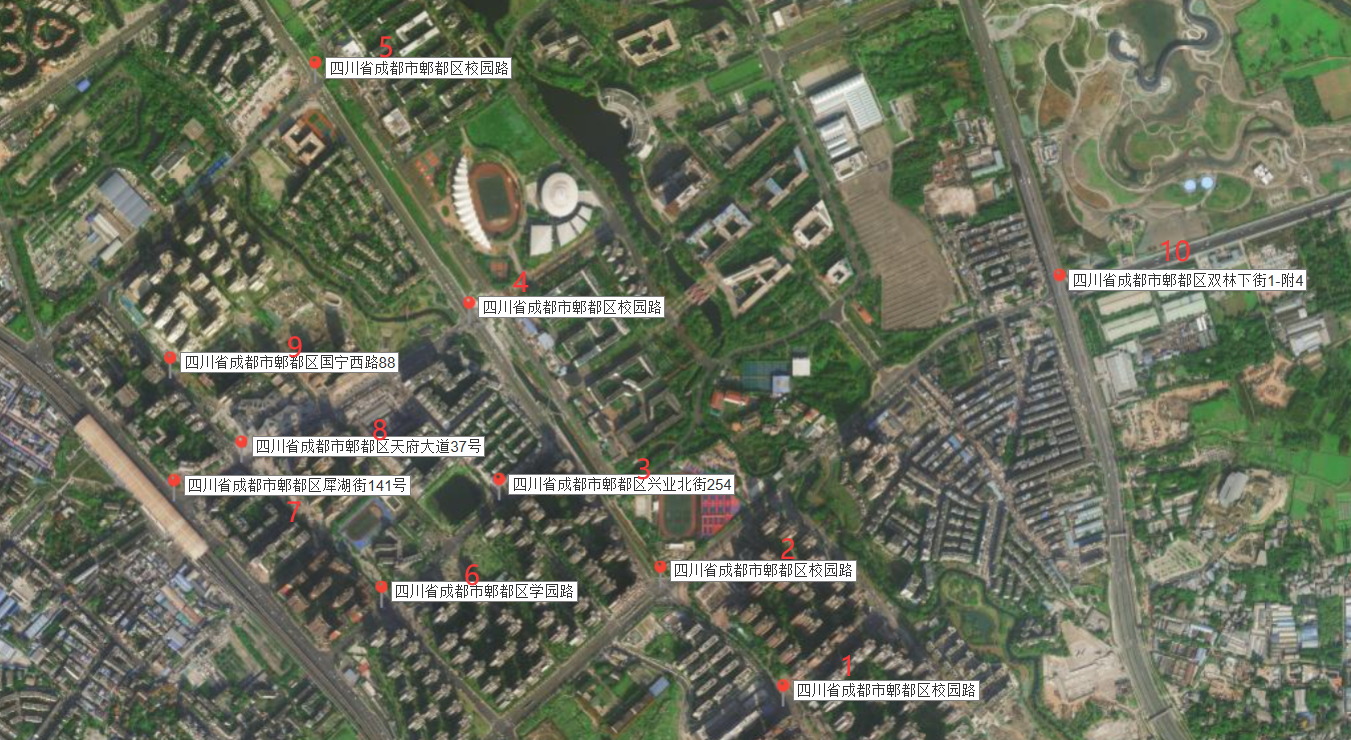 5
四川省成都市郫都区校园路
10
四川省成都市郫都区双林下街1-附4
4
四川省成都市郫都区校园路
9
四川省成都市郫都区国宁西路88
8
四川省成都市郫都区天府大道37号
3
四川省成都市郫都区兴业北街254
四川省成都市郫都区犀湖街141号
7
2
四川省成都市郫都区校园路
6
四川省成都市郫都区学园路
1
四川省成都市郫都区校园路